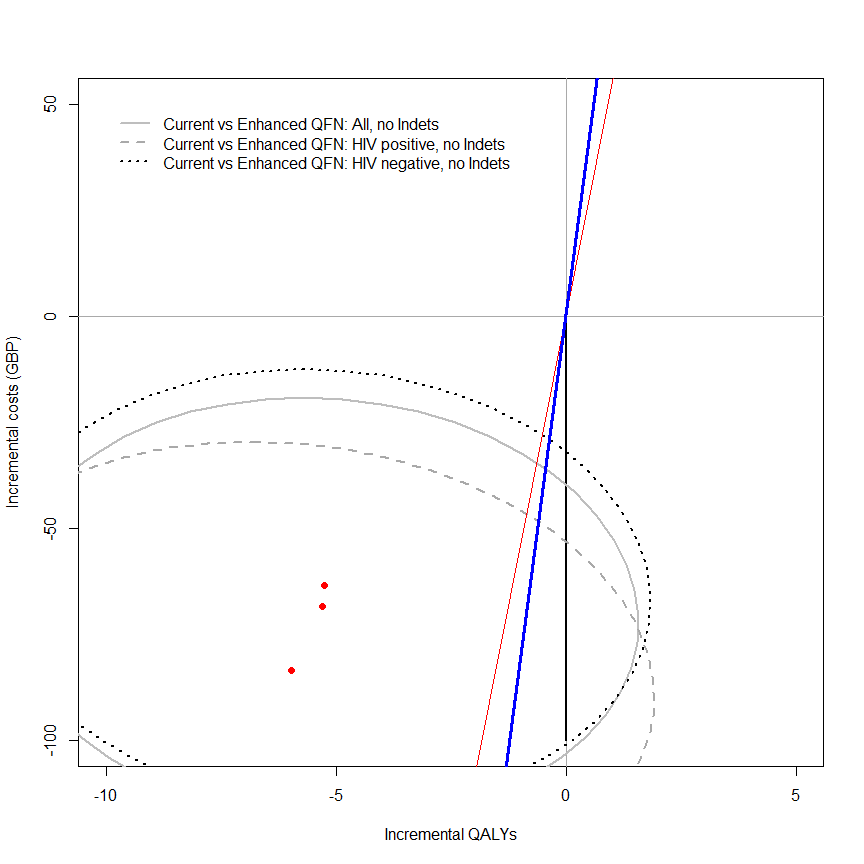 Current vs Enhanced QFN: All, no Indets
Current vs Enhanced QFN: HIV positive, no Indets
Current vs Enhanced QFN: HIV negative, no Indets
Incremental costs (GBP)
50
0
-50
-100
-10
-5
0
5
Incremental QALYs